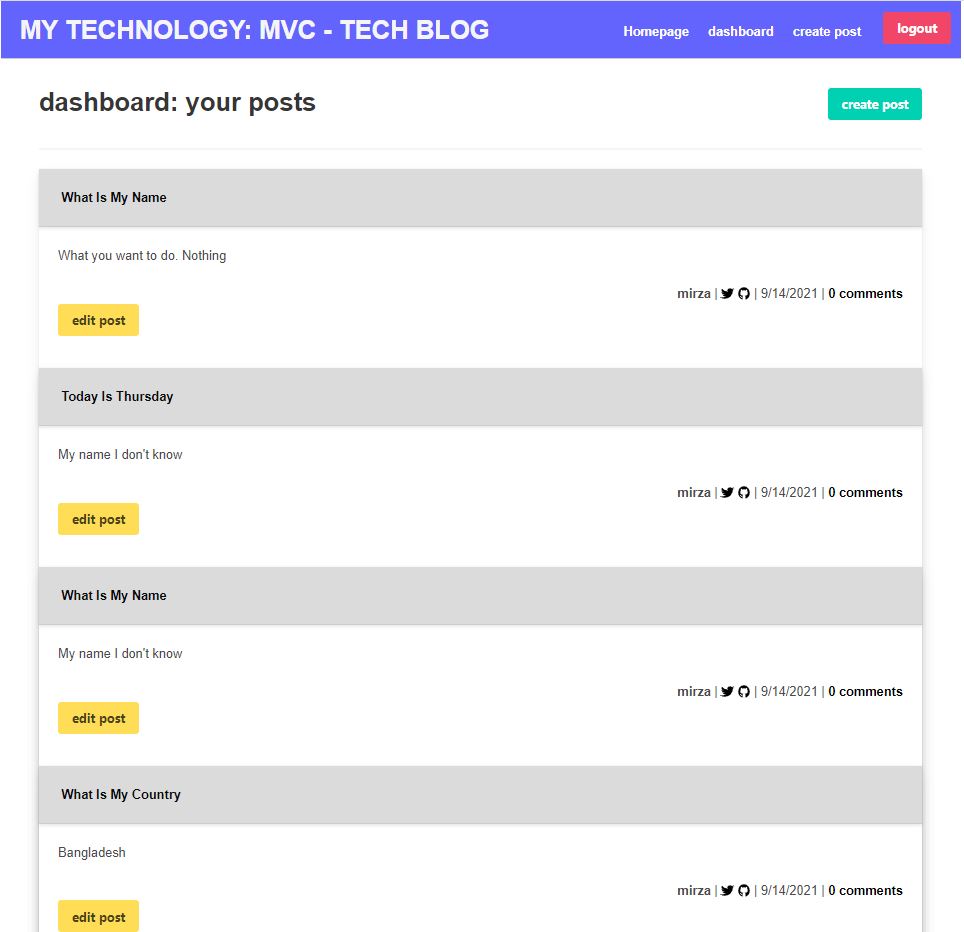 MY TECHNOLOGY: MVC - TECH BLOG Homepage dashboard create post logout
dashboard: your posts create post
What Is My Name
What you want to do. Nothing
mirza | | 9/14/2021 | 0 comments
edit post
Today Is Thursday
My name I don't know
mirza | | 9/14/2021 | 0 comments
edit post
What Is My Name
My name I don't know
mirza | | 9/14/2021 | 0 comments
edit post
What Is My Country
Bangladesh
mirza | | 9/14/2021 | 0 comments
edit post